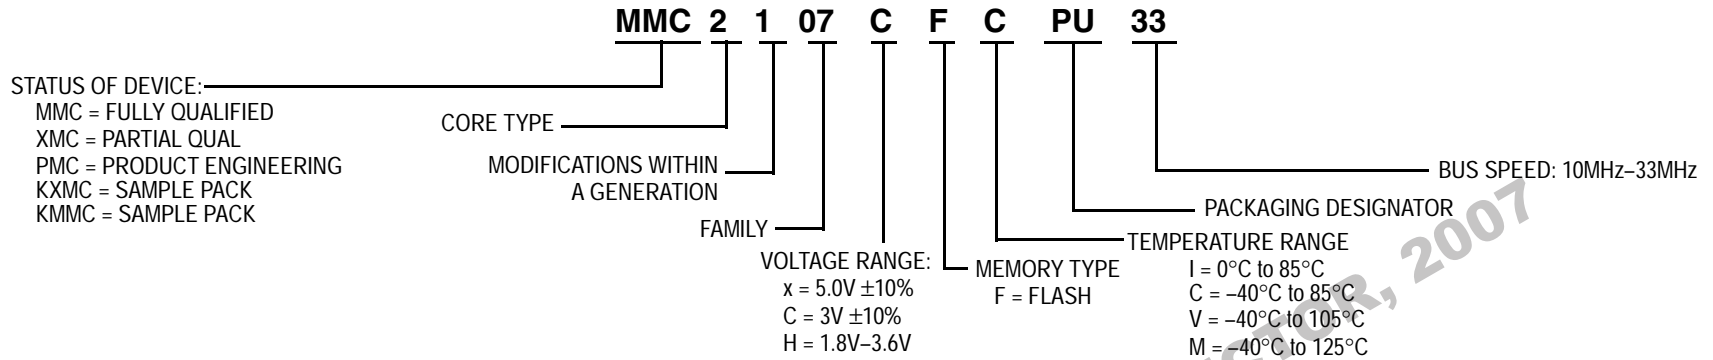 MMC 2 1 07 C F C PU 33
STATUS OF DEVICE:
MMC = FULLY QUALIFIED
XMC = PARTIAL QUAL
PMC = PRODUCT ENGINEERING
KXMC = SAMPLE PACK
KMMC = SAMPLE PACK
CORE TYPE
MODIFICATIONS WITHIN
A GENERATION
FAMILY
VOLTAGE RANGE:
x = 5.0V ±10%
C = 3V ±10%
H = 1.8V–3.6V
MEMORY TYPE
F = FLASH
TEMPERATURE RANGE
I = 0°C to 85°C
C = –40°C to 85°C
V = –40°C to 105°C
M = –40°C to 125°C
PACKAGING DESIGNATOR
BUS SPEED: 10MHz–33MHz
CTOR, 2007